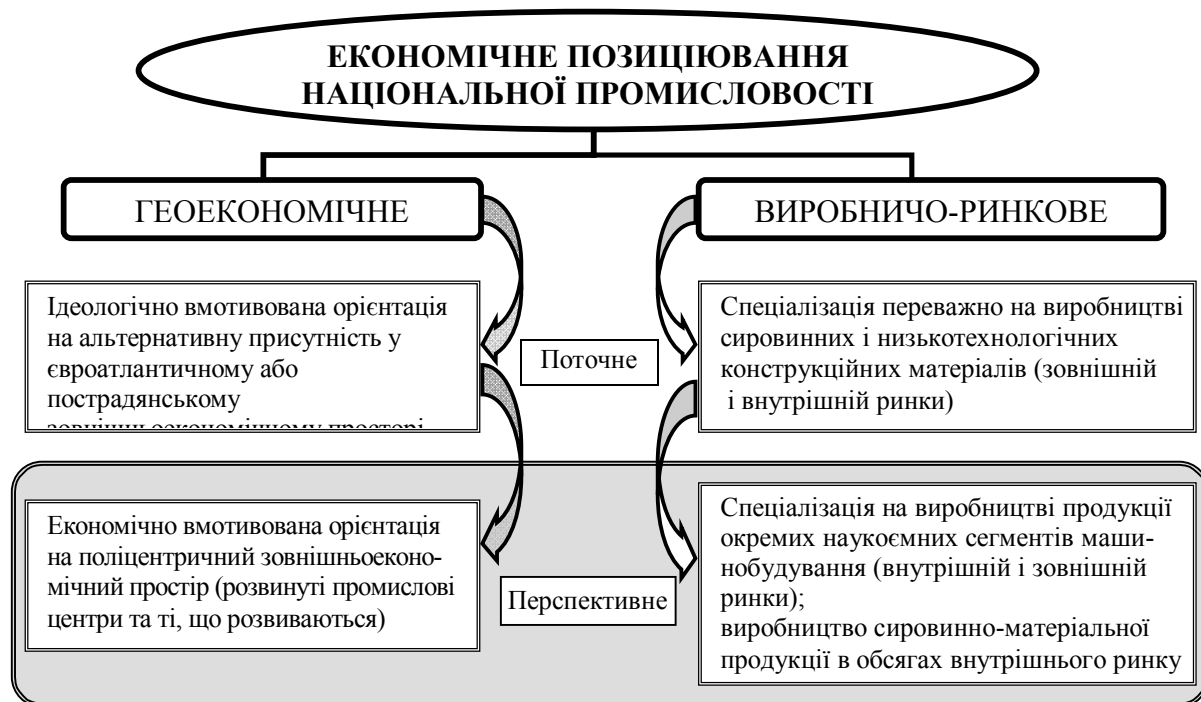 ЕКОНОМІЧНЕ ПОЗИЦІЮВАННЯ
НАЦІОНАЛЬНОЇ ПРОМИСЛОВОСТІ
ГЕОЕКОНОМІЧНЕ
ВИРОБНИЧО-РИНКОВЕ
Ідеологічно вмотивована орієнтація
на альтернативну присутність у
євроатлантичному або
пострадянському
зовнішньоекономічному просторі
Поточне
Спеціалізація переважно на виробництві
сировинних і низькотехнологічних
конструкційних матеріалів (зовнішній
і внутрішній ринки)
Економічно вмотивована орієнтація
на поліцентричний зовнішньоеконо-
мічний простір (розвинуті промислові
центри та ті, що розвиваються)
Перспективне
Спеціалізація на виробництві продукції
окремих наукоємних сегментів маши-
нобудування (внутрішній і зовнішній
ринки);
виробництво сировинно-матеріальної
продукції в обсягах внутрішнього ринку